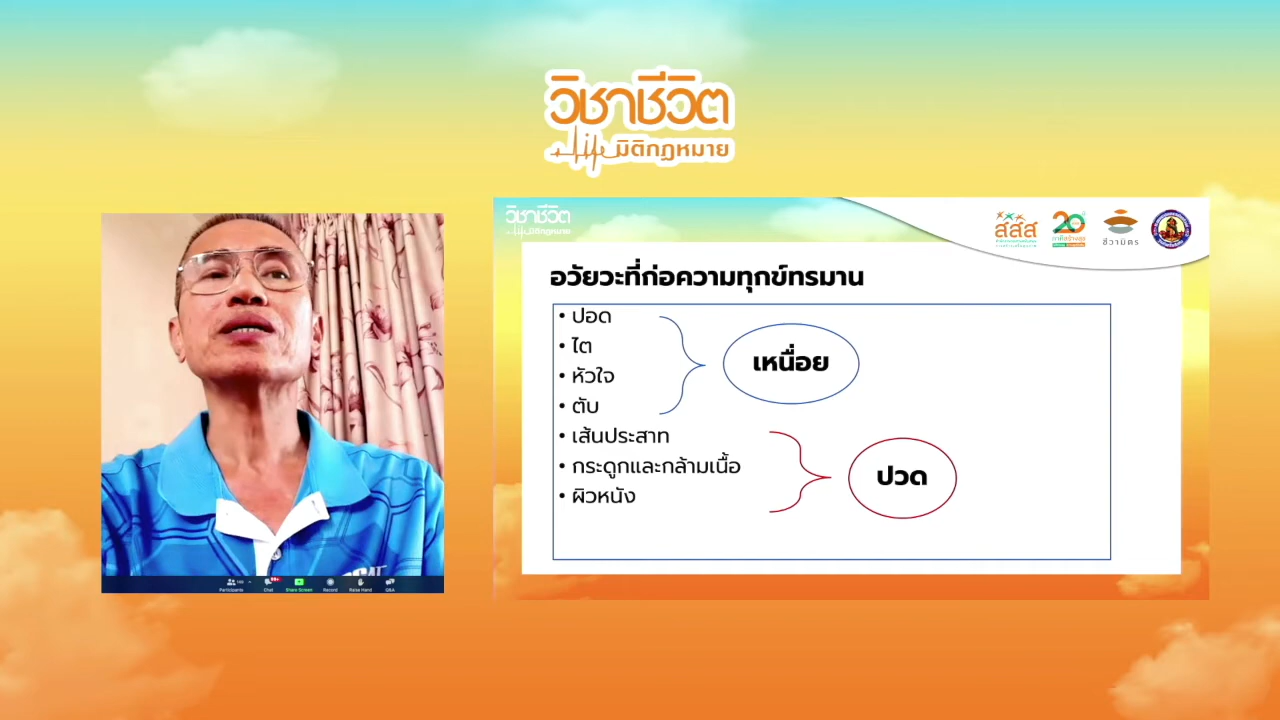 วิชาชีวิต
Life มิติกฎหมาย
วิชาชีวิต
Life มิติกฎหมาย
สสส
20
ชีวามิตร
อวัยวะที่ก่อความทุกข์ทรมาน
• ปอด
• ไต
• หัวใจ
• ตับ
เหนื่อย
• เส้นประสาท
• กระดูกและกล้ามเนื้อ
• ผิวหนัง
ปวด
Participants
Chat
Share Screen
Record
Raise Hand
Q&A